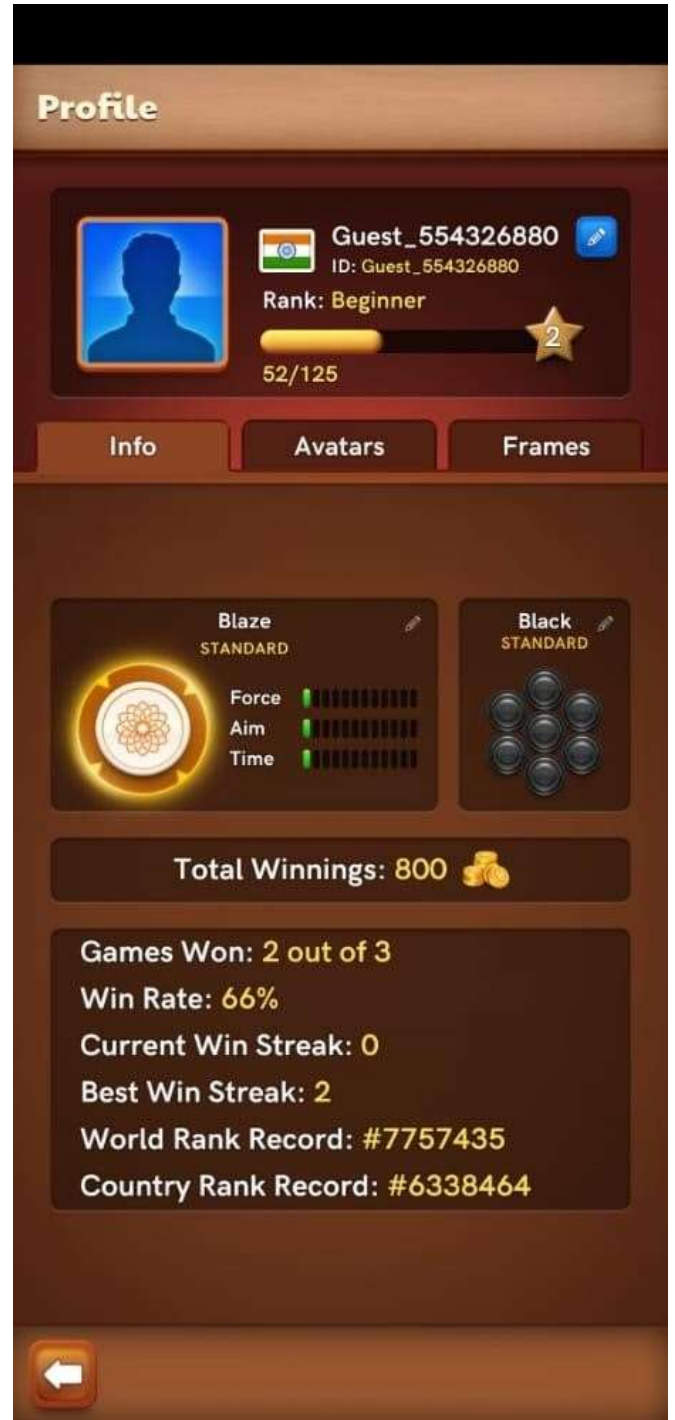 Profile
Guest_554326880
ID: Guest_554326880
Rank: Beginner
2
52/125
Info
Avatars
Frames
Blaze
STANDARD
Force
Aim
Time
Black
STANDARD
Total Winnings: 800
Games Won: 2 out of 3
Win Rate: 66%
Current Win Streak: 0
Best Win Streak: 2
World Rank Record: #7757435
Country Rank Record: #6338464